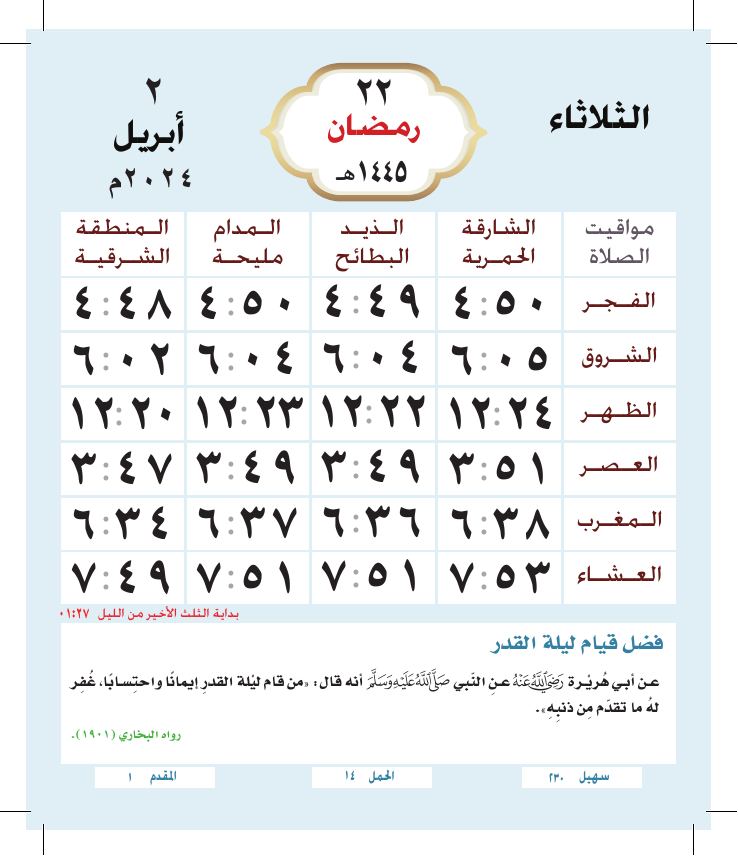 الثلاثاء
٢٢
رمضان
١٤٤٥هـ
٢
أبريل
٢٠٢٤م
مواقيت الصلاة الشارقة الحمرية الذيد البطائح المدام مليحة المنطقة الشرقية
الفجر ٤:٥٠ ٤:٤٩ ٤:٥٠ ٤:٤٨
الشروق ٦:٠٥ ٦:٠٤ ٦:٠٤ ٦:٠٢
الظهر ١٢:٢٤ ١٢:٢٢ ١٢:٢٣ ١٢:٢٠
العصر ٣:٥١ ٣:٤٩ ٣:٤٩ ٣:٤٧
المغرب ٦:٣٨ ٦:٣٦ ٦:٣٧ ٦:٣٤
العشاء ٧:٥٣ ٧:٥١ ٧:٥١ ٧:٤٩
بداية الثلث الأخير من الليل ٠١:٢٧
فضل قيام ليلة القدر
عن أبي هُريْرة رَضِيَ اللَّهُ عَنْهُ عنِ النَّبي صَلَّى اللَّهُ عَلَيْهِ وَسَلَّمَ أنه قال: «من قام ليْلة القدرِ إيمانًا واحتِسابًا، غُفِر
لهُ ما تقدَم مِن ذنبِهِ».
رواه البخاري (١٩٠١).
سهيل ٢٣٠
الحمل ١٤
المقدم ١